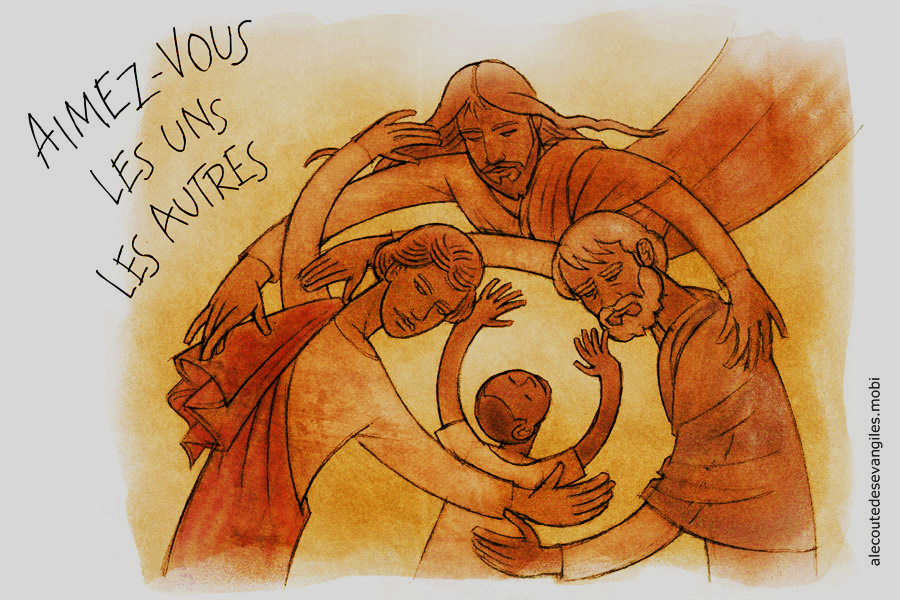 AIMEZ-VOUS
LES UNS
LES AUTRES
alecoutedesevangiles.mobi